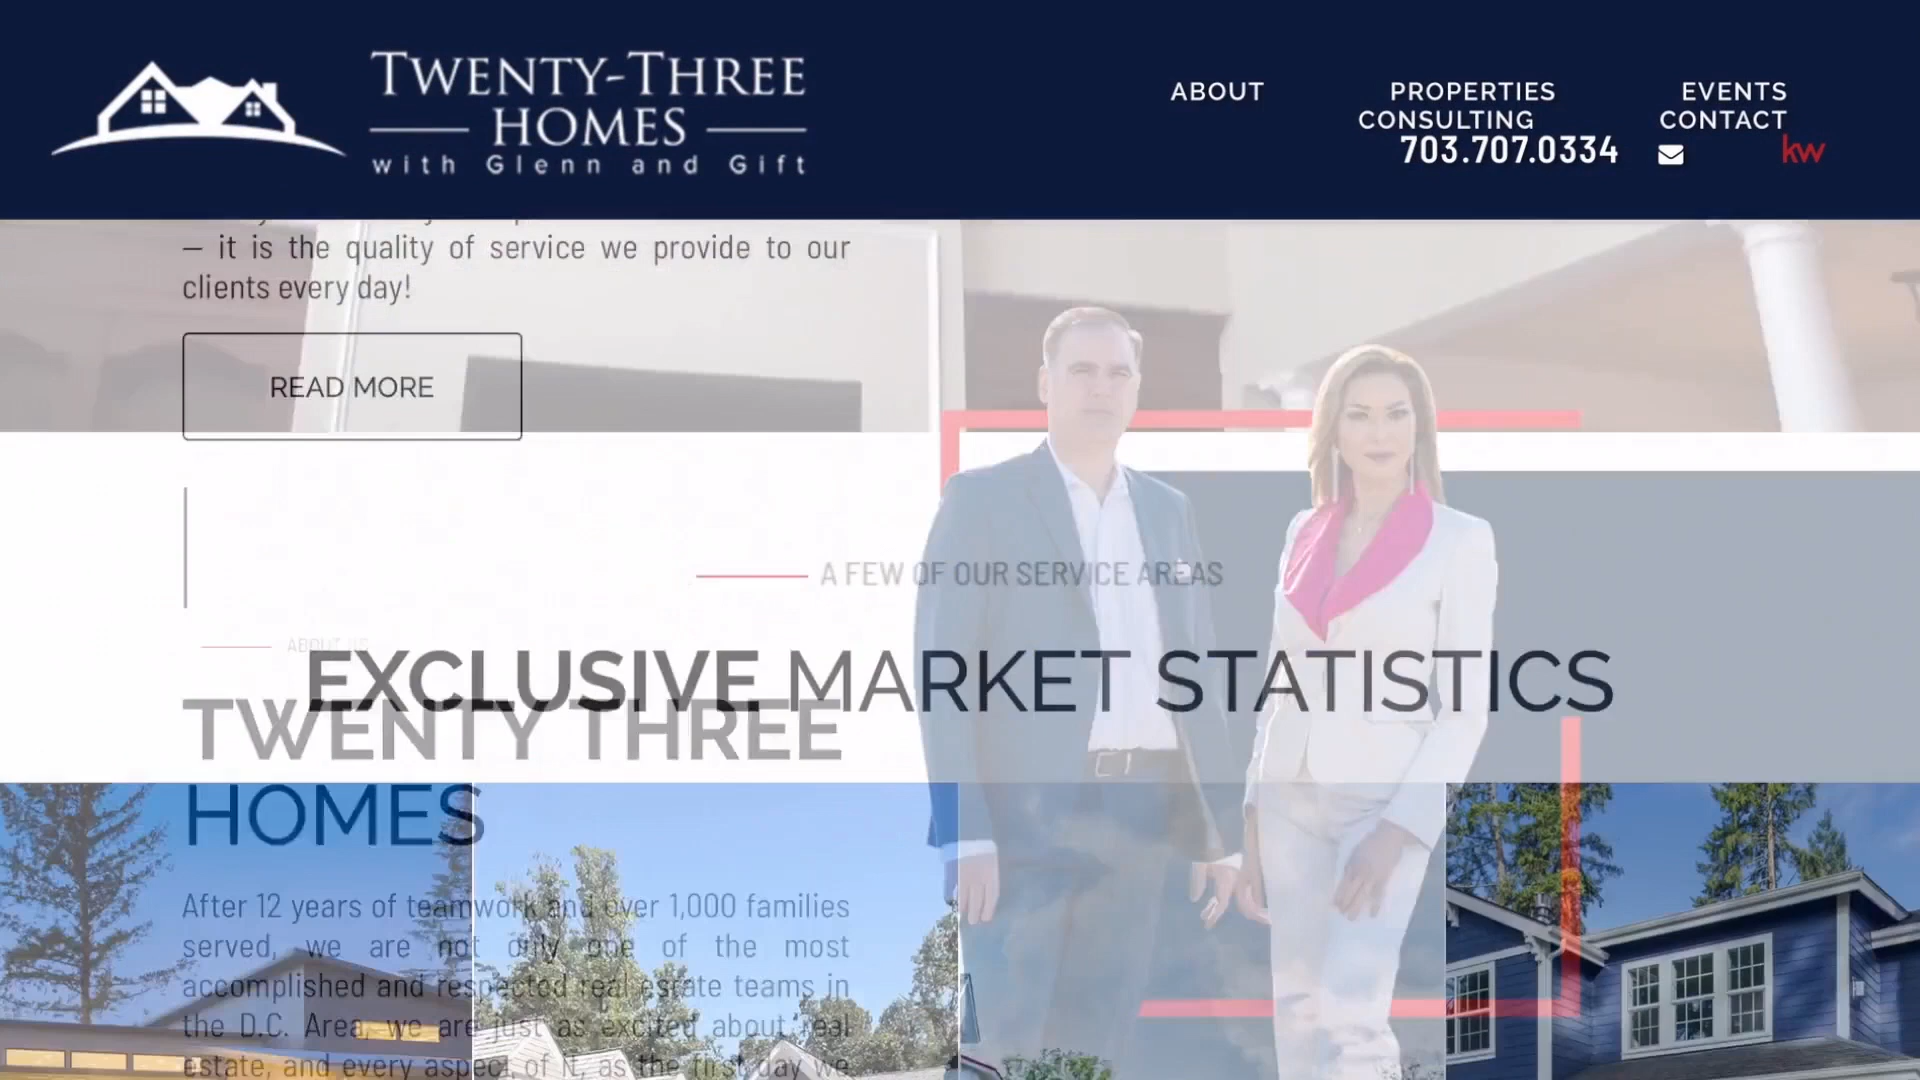 TWENTY-THREE
HOMES
with Glenn and Gift
ABOUT
PROPERTIES
EVENTS
CONSULTING
CONTACT
703.707.0334
kw
— it is the quality of service we provide to our
clients every day!
READ MORE
A FEW OF OUR SERVICE AREAS
ABOUT US
EXCLUSIVE MARKET STATISTICS
TWENTY THREE
HOMES
After 12 years of teamwork and over 1,000 families
served, we are not only one of the most
accomplished and respected real estate teams in
the D.C. Area, we are just as excited about real
estate, and every aspect of it, as the first day we